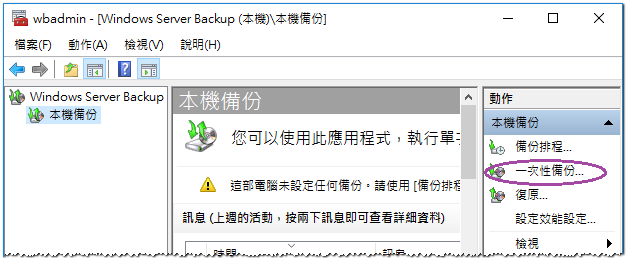 wbadmin - [Windows Server Backup (本機)\本機備份]
檔案(F) 動作(A) 檢視(V) 說明(H)
Windows Server Backup
本機備份
本機備份
您可以使用此應用程式，執行單
這部電腦未設定任何備份。請使用 [備份排程
訊息 (上週的活動，按兩下訊息即可查看詳細資料)
時間 訊息
動作
本機備份
備份排程...
一次性備份...
復原...
設定效能設定...
檢視